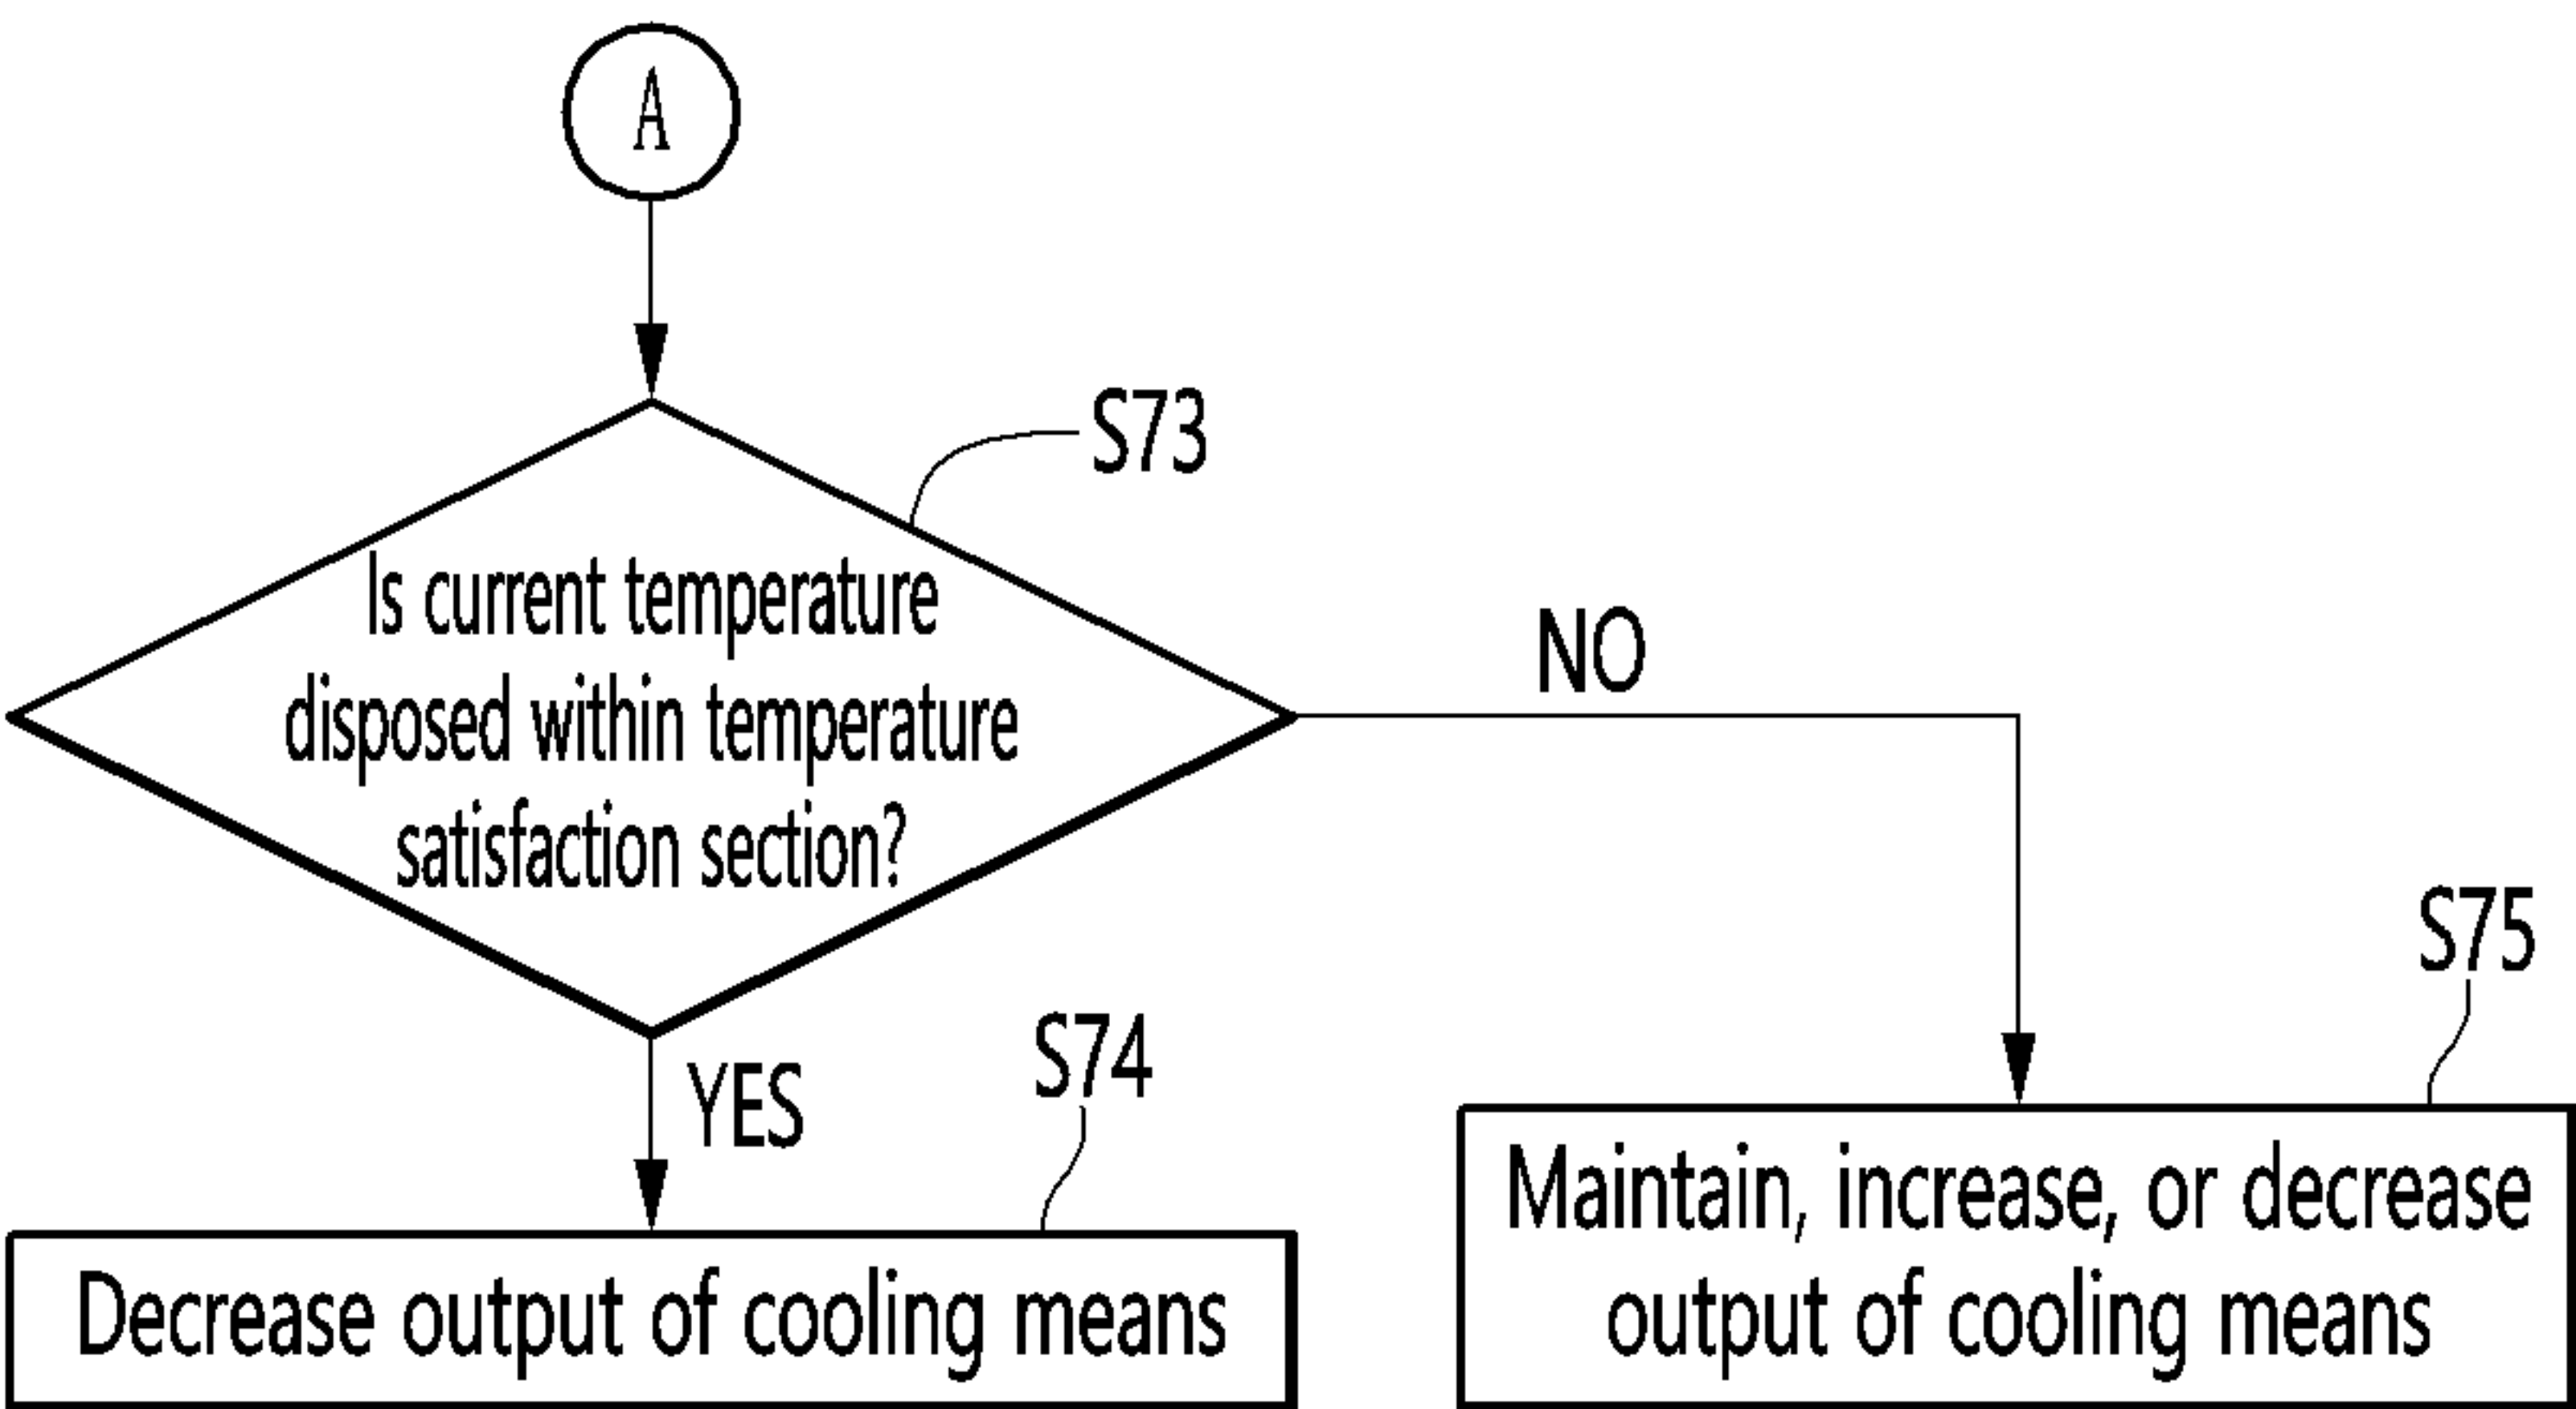 A
S73
Is current temperature
disposed within temperature
satisfaction section?
NO
YES
S74
S75
Decrease output of cooling means
Maintain, increase, or decrease
output of cooling means